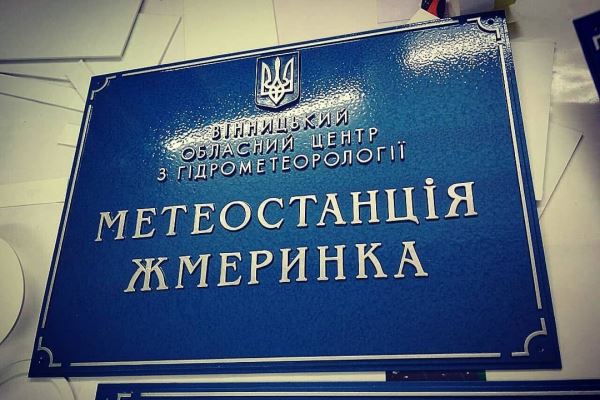 ВІННИЦЬКИЙ
ОБЛАСНИЙ ЦЕНТР
З ГІДРОМЕТЕОРОЛОГІЇ
МЕТЕОСТАНЦІЯ
ЖМЕРИНКА